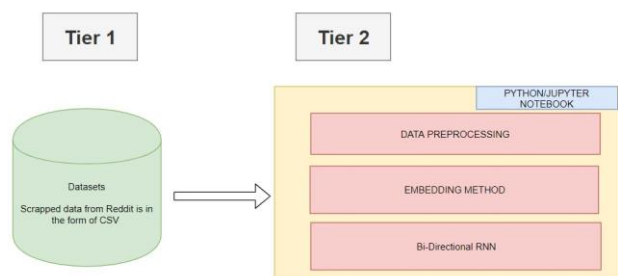 Tier 1
Tier 2
PYTHON/JUPYTER
NOTEBOOK
DATA PREPROCESSING
Datasets
Scrapped data from Reddit is in
the form of CSV
EMBEDDING METHOD
Bi-Directional RNN